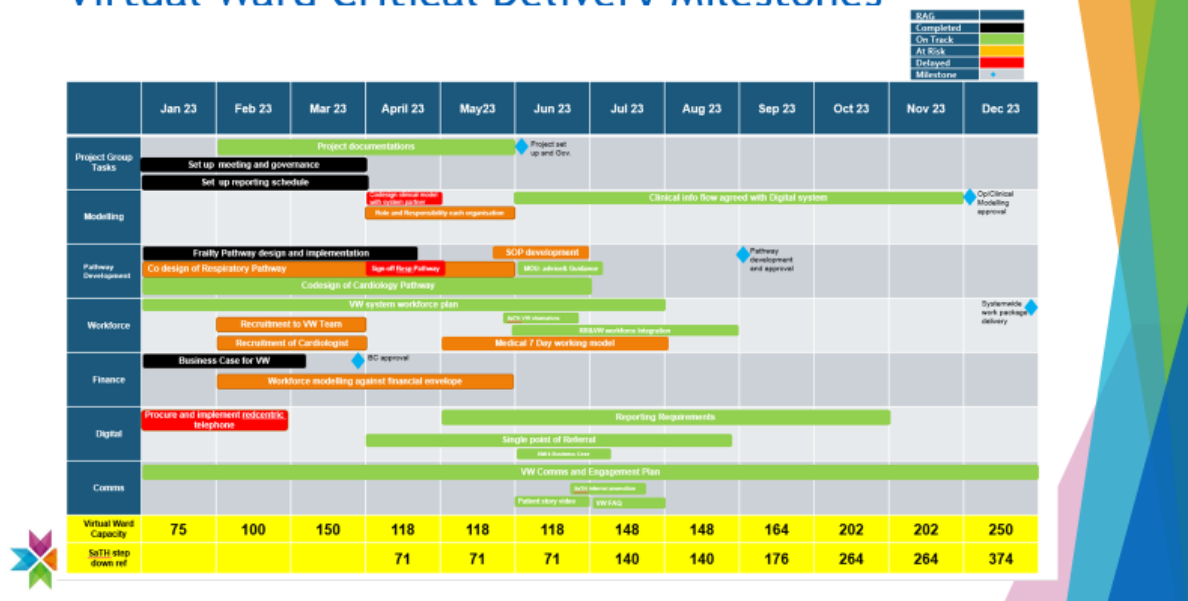 Virtual Ward Critical Delivery Milestones
RAG
Completed
On Track
At Risk
Delayed
Milestone
Jan 23 Feb 23 Mar 23 April 23 May23 Jun 23 Jul 23 Aug 23 Sep 23 Oct 23 Nov 23 Dec 23
Project Group
Tasks
Project documentations
Project set
up and Gov.
Set up meeting and governance
Set up reporting schedule
Modelling
Codesign clinical model
with system partner
Clinical info flow agreed with Digital system
Op/Clinical
Modelling
approval
Role and Responsibility each organisation
Pathway
Development
Frailty Pathway design and implementation
SOP development
Pathway
development
and approval
Co design of Respiratory Pathway
Sign off Resp Pathway
MOU: advice& Guidance
Codesign of Cardiology Pathway
Workforce
VW system workforce plan
Systemwide
work package
delivery
SaTH VW
Recruitment to VW Team
workforce Integration
Recruitment of Cardiologist
Medical 7 Day working model
Finance
Business Case for VW
BC approval
Workforce modelling against financial envelope
Digital
Procure and implement redcentric
telephone
Reporting Requirements
Single point of Referral
Business Case
Comms
VW Comms and Engagement Plan
SaTH
Patient story video
VW FAQ
Virtual Ward
Capacity
75 100 150 118 118 118 148 148 164 202 202 250
SaTH step
down ref
71 71 71 140 140 176 264 264 374